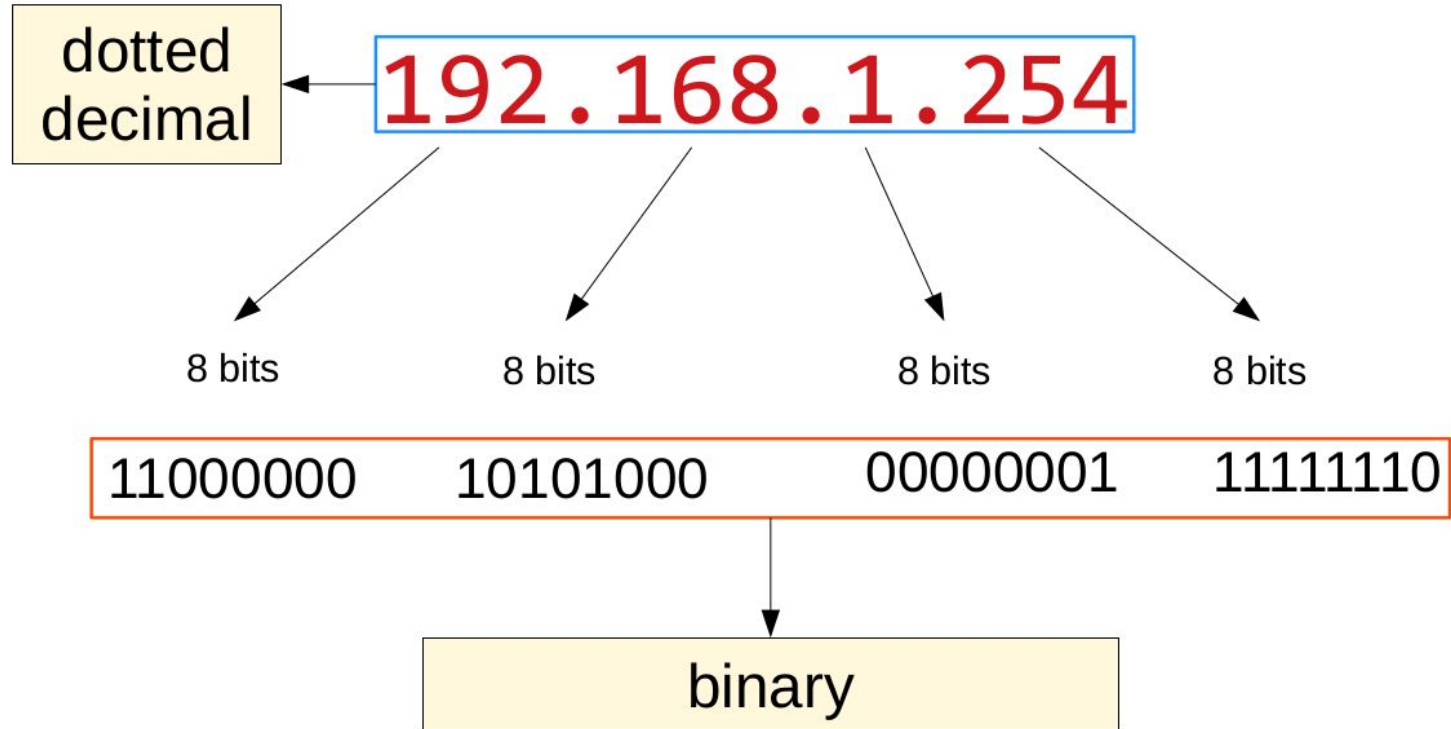 dotted
decimal
192.168.1.254
8 bits
8 bits
8 bits
8 bits
11000000
10101000
00000001
11111110
binary